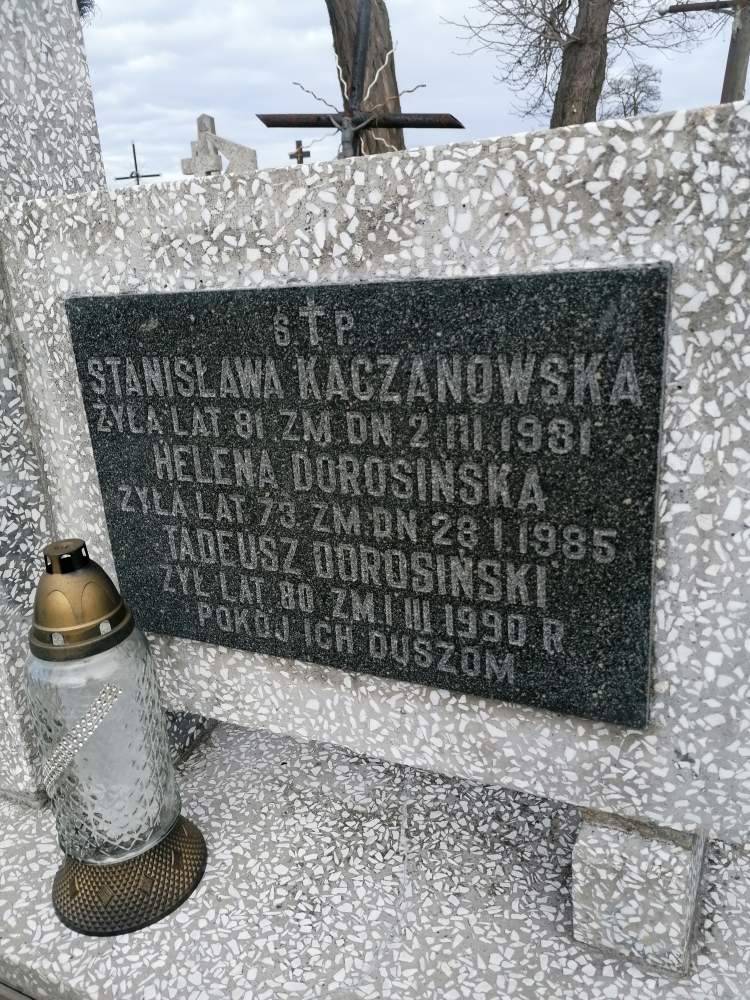 Ś.†P.
STANISŁAWA KACZANOWSKA
ŻYŁA LAT 81 ZM DN 2 III 1981
HELENA DOROSIŃSKA
ŻYŁA LAT 73 ZM DN 28 I 1985
TADEUSZ DOROSIŃSKI
ŻYŁ LAT 80 ZM 1 III 1990 R
POKÓJ ICH DUSZOM